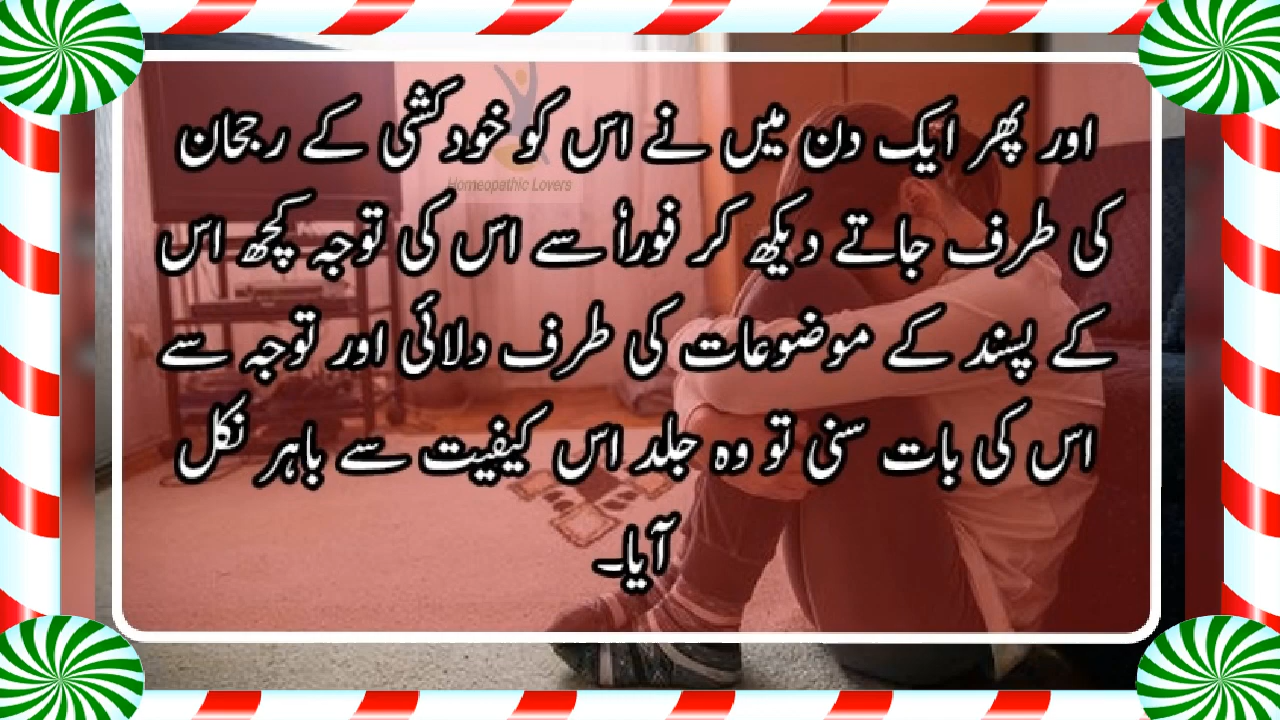 Homeopathic Lovers
اور پھر ایک دن میں نے اس کو خودکشی کے رجحان
کی طرف جاتے دیکھ کر فوراً سے اس کی توجہ کچھ اس
کے پسند کے موضوعات کی طرف دلائی اور توجہ سے
اس کی بات سنی تو وہ جلد اس کیفیت سے باہر نکل
آیا۔